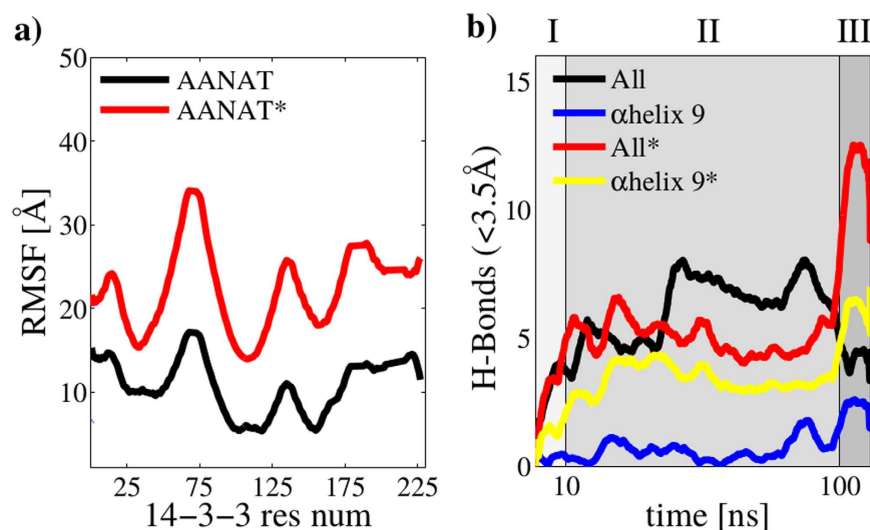 a)
50
40
30
20
10
RMSF [Å]
AANAT
AANAT*
25 75 125 175 225
14−3−3 res num
b)
I II III
15
10
5
0
H-Bonds (<3.5Å)
All
αhelix 9
All*
αhelix 9*
10 100
time [ns]